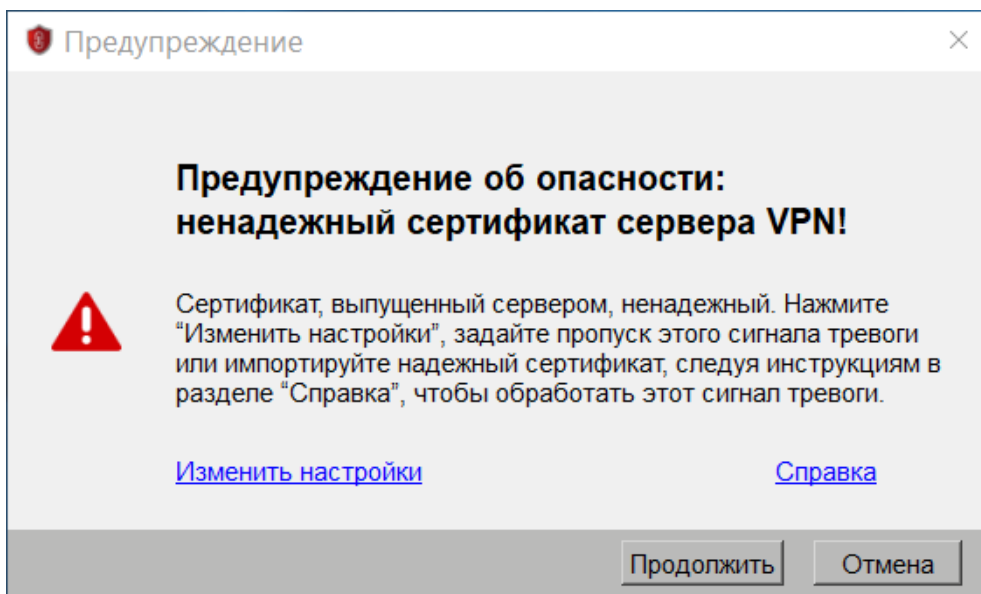 Предупреждение
Предупреждение об опасности:
ненадежный сертификат сервера VPN!
Сертификат, выпущенный сервером, ненадежный. Нажмите
“Изменить настройки”, задайте пропуск этого сигнала тревоги
или импортируйте надежный сертификат, следуя инструкциям в
разделе “Справка”, чтобы обработать этот сигнал тревоги.
Изменить настройки Справка
Продолжить Отмена